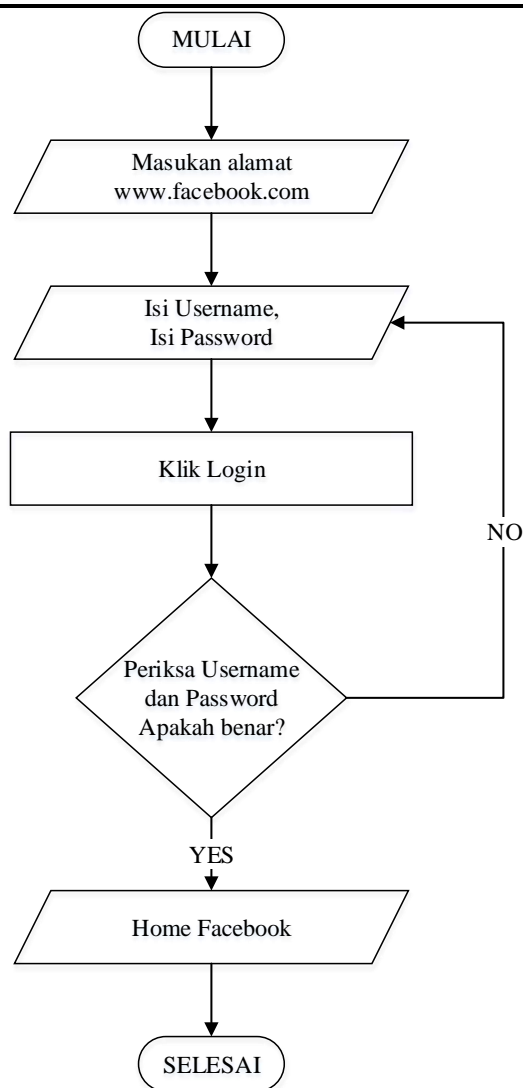 MULAI
Masukan alamat
www.facebook.com
Isi Username,
Isi Password
Klik Login
NO
Periksa Username
dan Password
Apakah benar?
YES
Home Facebook
SELESAI